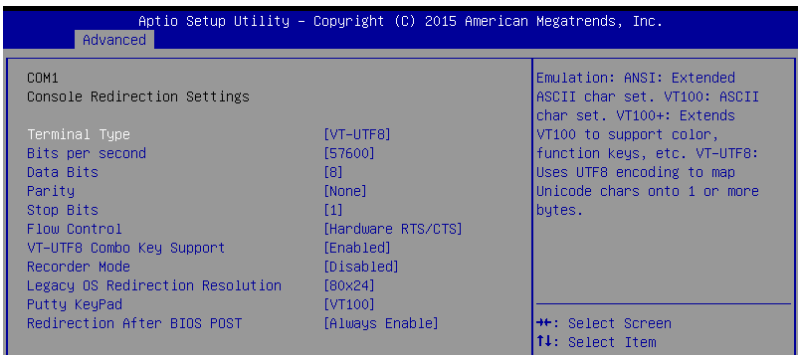 Aptio Setup Utility – Copyright (C) 2015 American Megatrends, Inc.
Advanced
COM1
Console Redirection Settings
Terminal Type [VT-UTF8]
Bits per second [57600]
Data Bits [8]
Parity [None]
Stop Bits [1]
Flow Control [Hardware RTS/CTS]
VT-UTF8 Combo Key Support [Enabled]
Recorder Mode [Disabled]
Legacy OS Redirection Resolution [80x24]
Putty KeyPad [VT100]
Redirection After BIOS POST [Always Enable]
Emulation: ANSI: Extended
ASCII char set. VT100: ASCII
char set. VT100+: Extends
VT100 to support color,
function keys, etc. VT-UTF8:
Uses UTF8 encoding to map
Unicode chars onto 1 or more
bytes.
→←: Select Screen
↑↓: Select Item